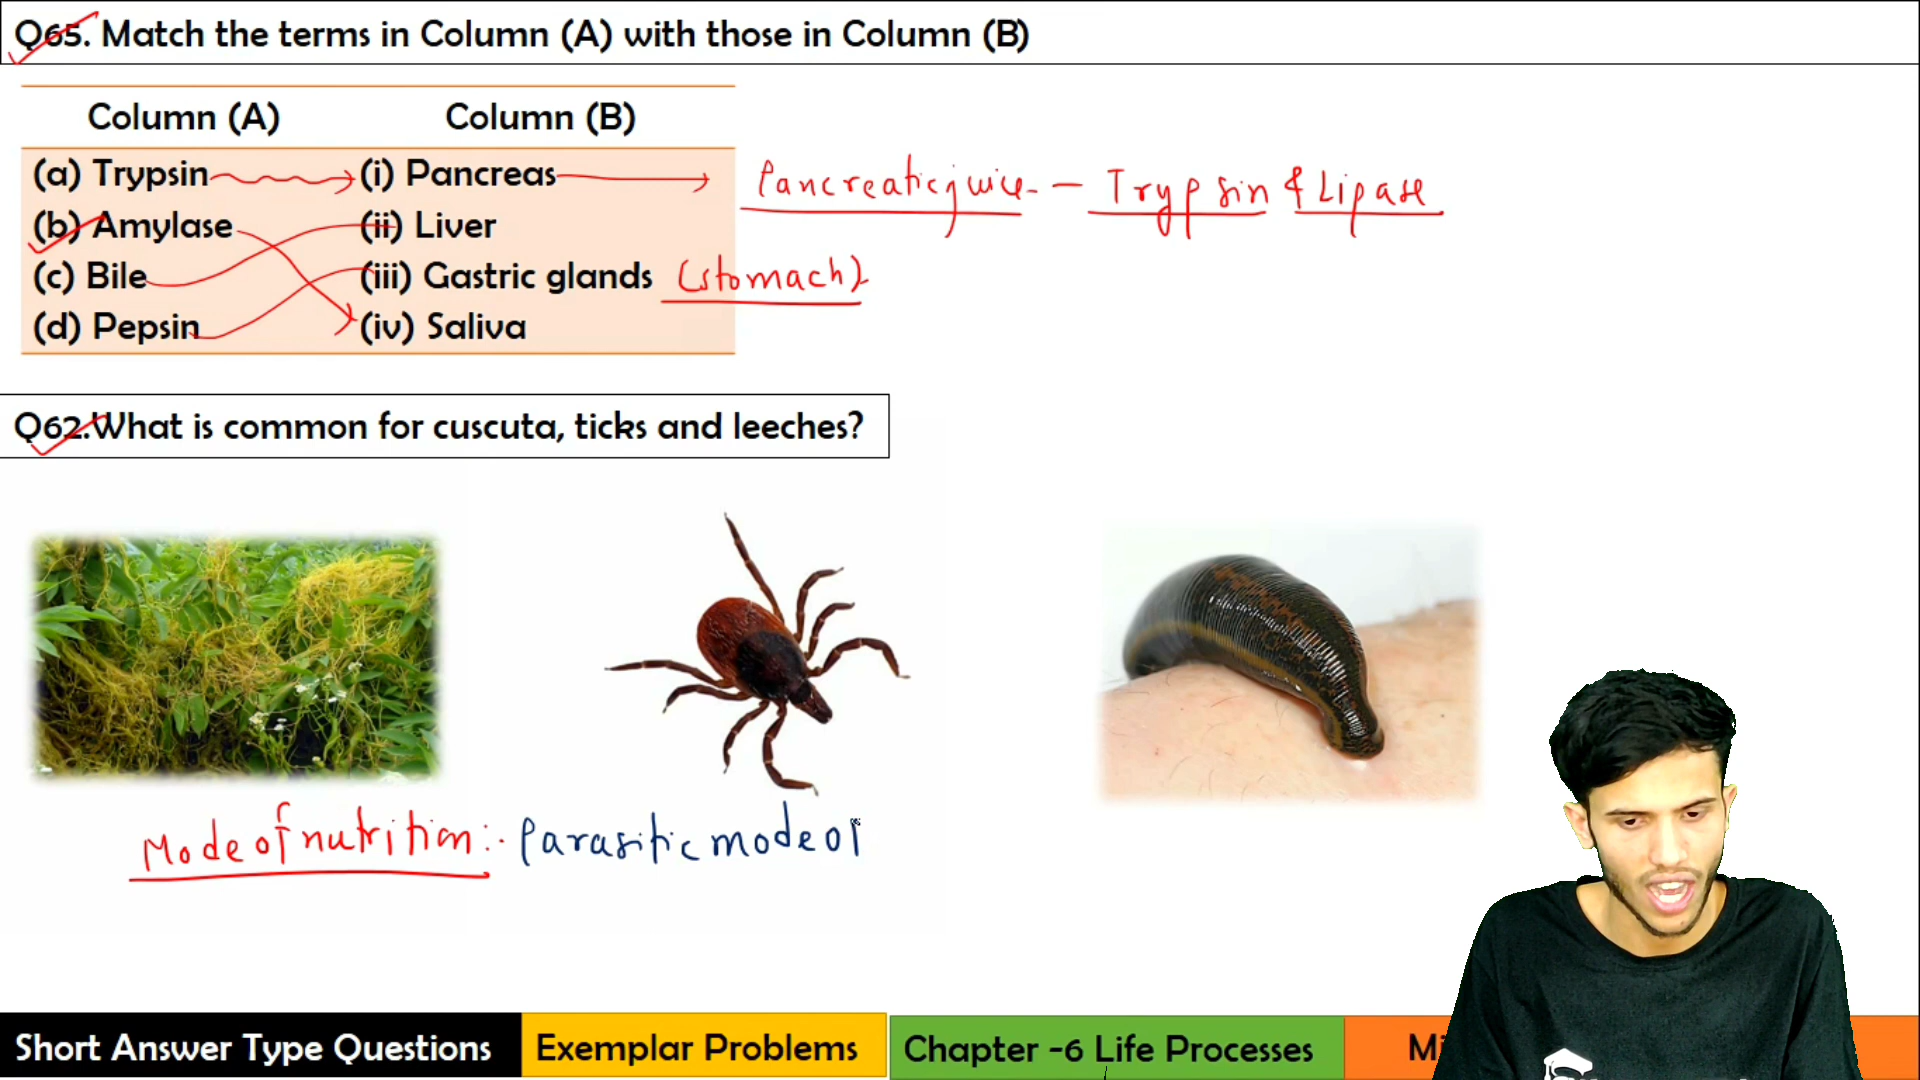 Q65. Match the terms in Column (A) with those in Column (B)
Column (A) Column (B)
(a) Trypsin (i) Pancreas Pancreatic juice - Trypsin & Lipase
(b) Amylase (ii) Liver
(c) Bile (iii) Gastric glands (stomach)
(d) Pepsin (iv) Saliva
Q62.What is common for cuscuta, ticks and leeches?
Mode of nutrition :- Parasitic mode of
Short Answer Type Questions Exemplar Problems Chapter -6 Life Processes